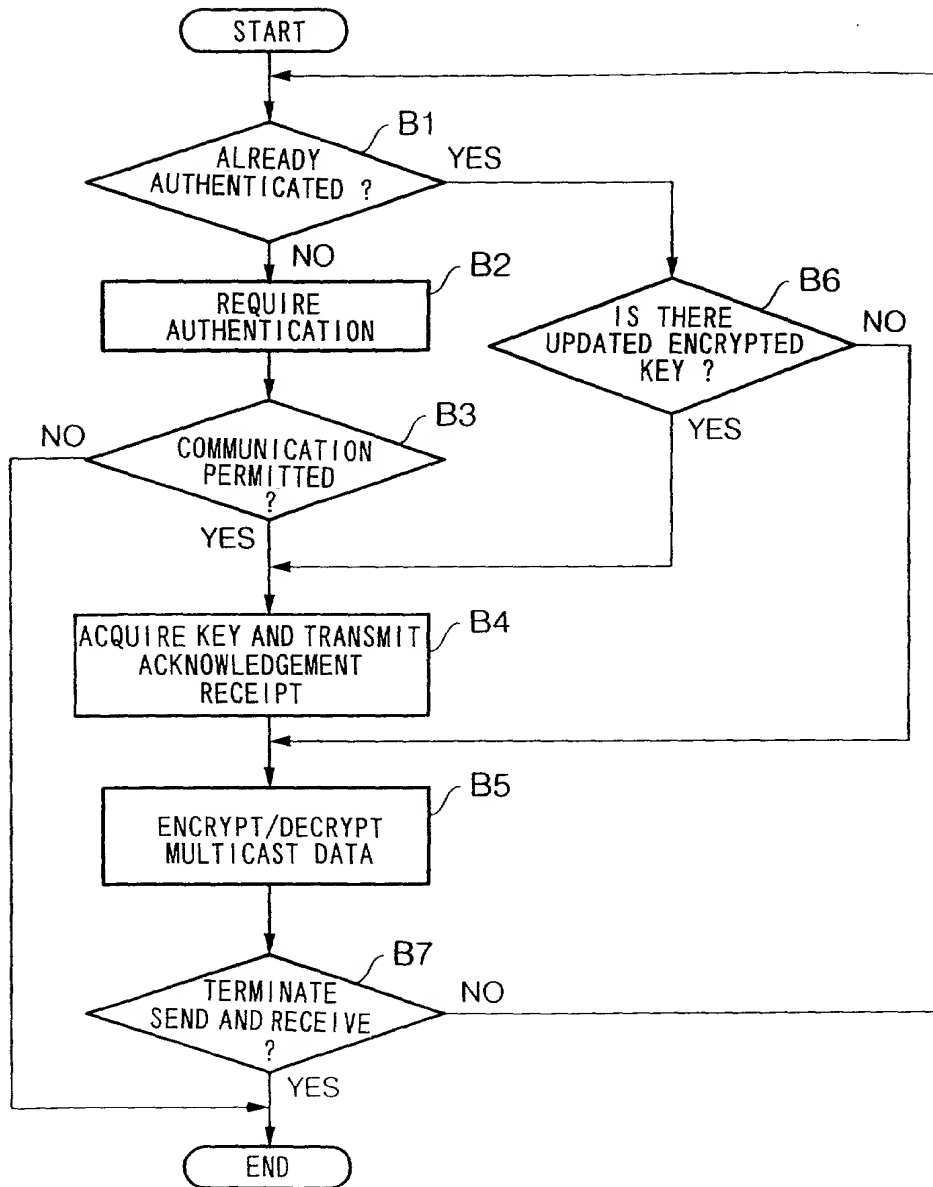 START
B1
ALREADY
AUTHENTICATED ?
YES
NO
B2
REQUIRE
AUTHENTICATION
B6
IS THERE
UPDATED ENCRYPTED
KEY ?
NO
YES
B3
NO
COMMUNICATION
PERMITTED
?
YES
B4
ACQUIRE KEY AND TRANSMIT
ACKNOWLEDGEMENT
RECEIPT
B5
ENCRYPT/DECRYPT
MULTICAST DATA
B7
TERMINATE
SEND AND RECEIVE
?
NO
YES
END